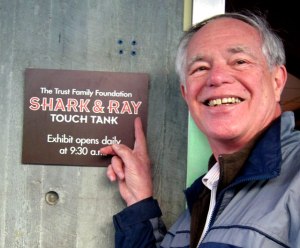 The Trust Family Foundation
SHARK & RAY
TOUCH TANK
Exhibit opens daily
at 9:30 a.m.